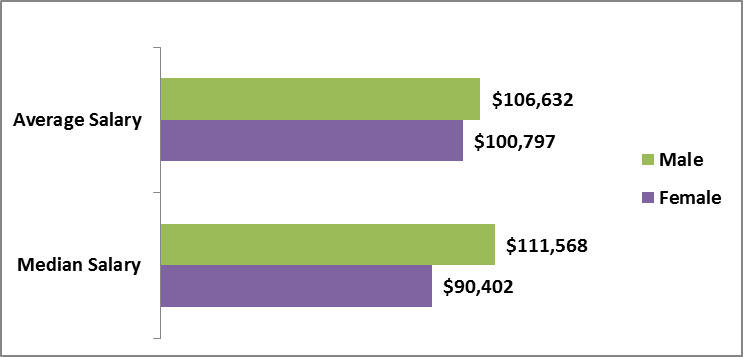 Average Salary
$106,632
$100,797
Median Salary
$111,568
$90,402
Male
Female